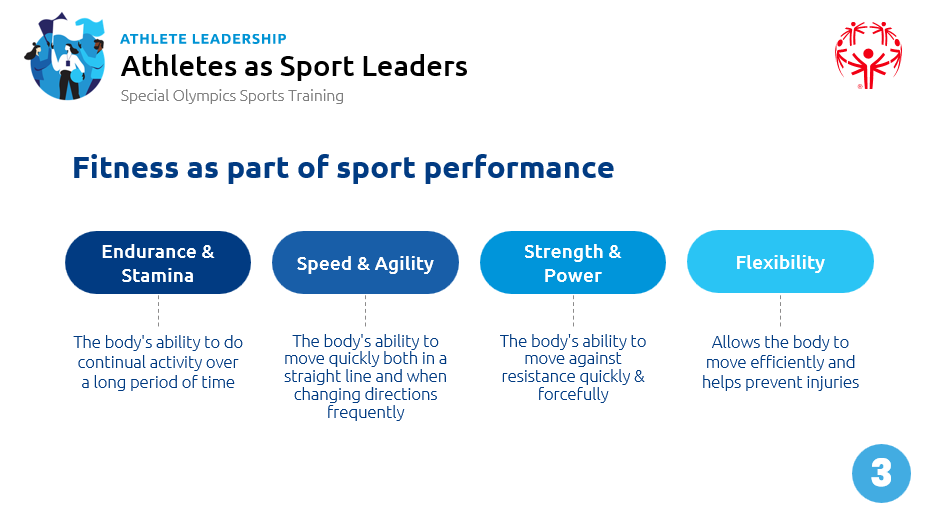 ATHLETE LEADERSHIP
Athletes as Sport Leaders
Special Olympics Sports Training
Fitness as part of sport performance
Endurance &
Stamina
The body's ability to do
continual activity over
a long period of time
Speed & Agility
The body's ability to
move quickly both in a
straight line and when
changing directions
frequently
Strength &
Power
The body's ability to
move against
resistance quickly &
forcefully
Flexibility
Allows the body to
move efficiently and
helps prevent injuries
3
®